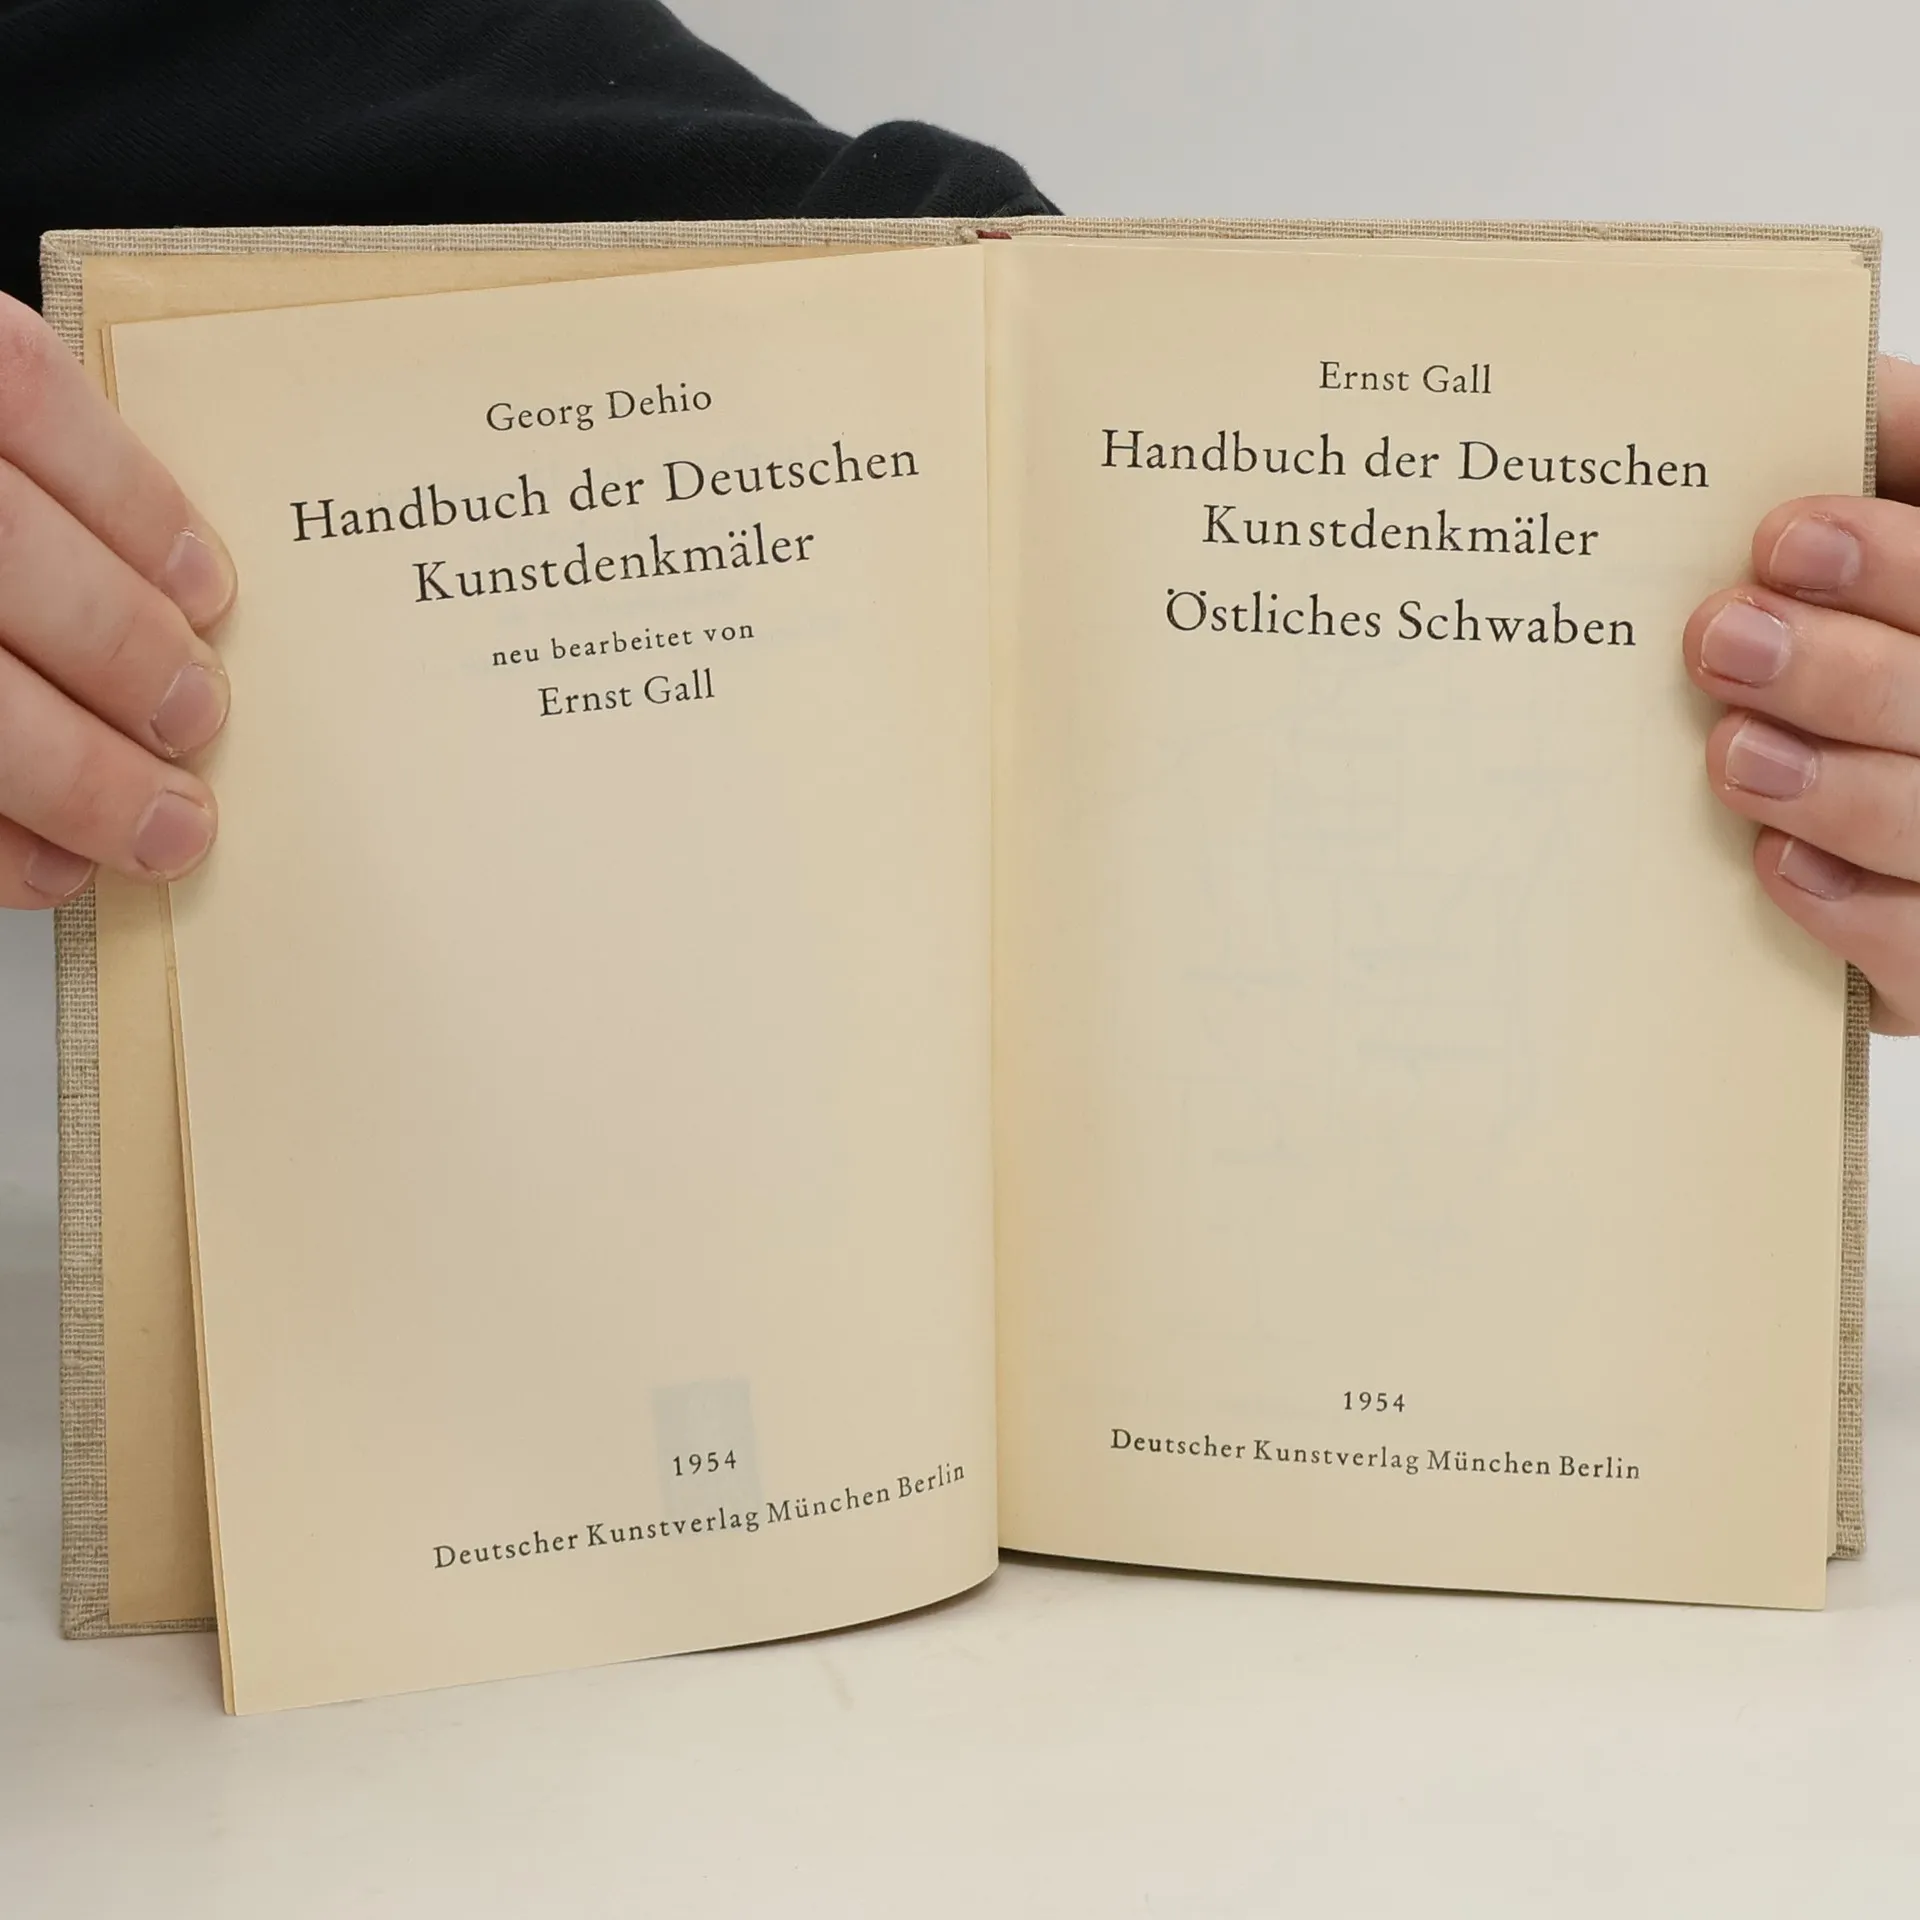 Georg Dehio
Handbuch der Deutschen
Kunstdenkmäler
neu bearbeitet von
Ernst Gall
1954
Deutscher Kunstverlag München Berlin
Ernst Gall
Handbuch der Deutschen
Kunstdenkmäler
Östliches Schwaben
1954
Deutscher Kunstverlag München Berlin